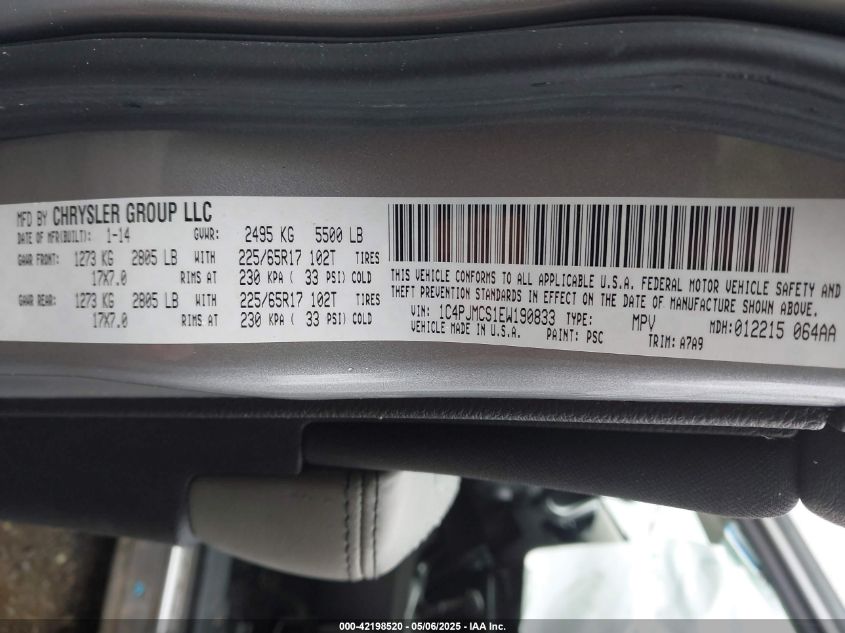 MFD BY CHRYSLER GROUP LLC
DATE OF MFR(BUILT): 1-14 GVWR: 2495 KG 5500 LB
GAWR FRONT: 1273 KG 2805 LB WITH 225/65R17 102T TIRES
17X7.0 RIMS AT 230 KPA ( 33 PSI) COLD
GAWR REAR: 1273 KG 2805 LB WITH 225/65R17 102T TIRES
17X7.0 RIMS AT 230 KPA ( 33 PSI) COLD
THIS VEHICLE CONFORMS TO ALL APPLICABLE U.S.A. FEDERAL MOTOR VEHICLE SAFETY AND
THEFT PREVENTION STANDARDS IN EFFECT ON THE DATE OF MANUFACTURE SHOWN ABOVE.
VIN: 1C4PJMCS1EW190833 TYPE: MPV MDH:012215 064AA
VEHICLE MADE IN U.S.A. PAINT: PSC TRIM: A7A9
000-42198520 - 05/06/2025 - IAA Inc.